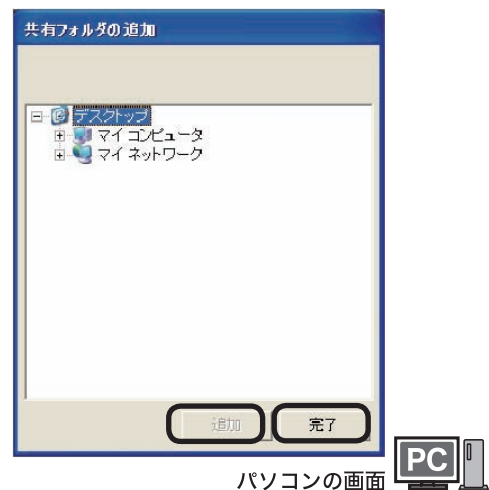 共有フォルダの追加
デスクトップ
マイ コンピュータ
マイ ネットワーク
追加 完了
パソコンの画面 PC